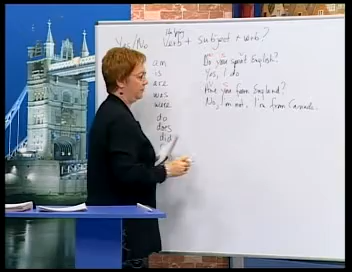 Helping
Yes/No Verb + subject + verb?
am
is
are
was
were
do
does
did
Do you speak English?
Yes, I do
Are you from England?
No, I'm not. I'm from Canada.